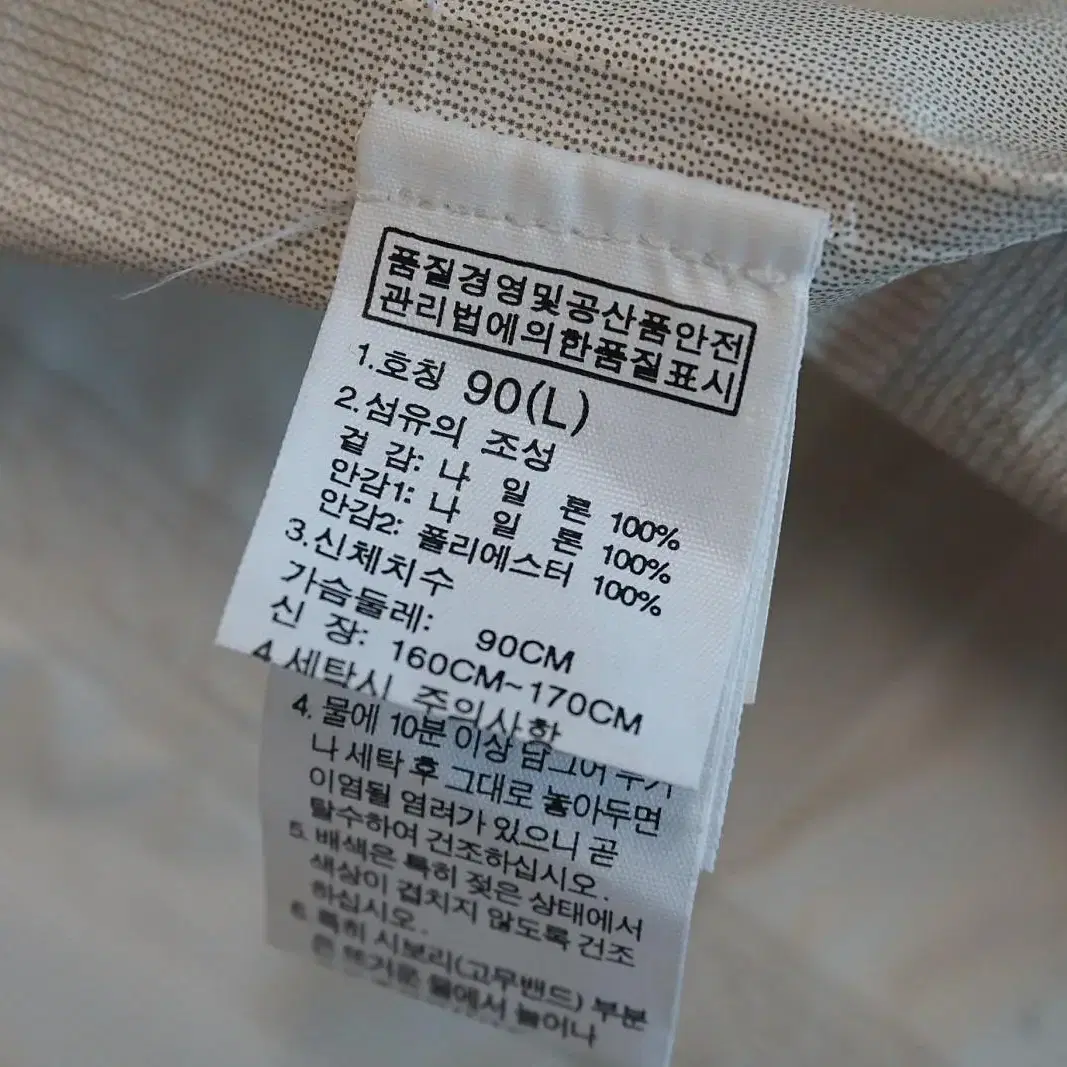 품질경영및공산품안전
관리법에의한품질표시
1.호칭 90(L)
2.섬유의 조성
겉 감: 나 일 론 100%
안감1: 나 일 론 100%
안감2: 폴리에스터 100%
3.신체치수
가슴둘레: 90CM
신 장: 160CM~170CM
4.세탁시 주의사항
4. 물에 10분 이상 담그어 두거
나 세탁 후 그대로 놓아두면
이염될 염려가 있으니 곧
탈수하여 건조하십시오.
5. 배색은 특히 젖은 상태에서
색상이 겹치지 않도록 건조
하십시오.
6. 특히 시보리(고무밴드) 부분
은 뜨거운 물에서 늘어나